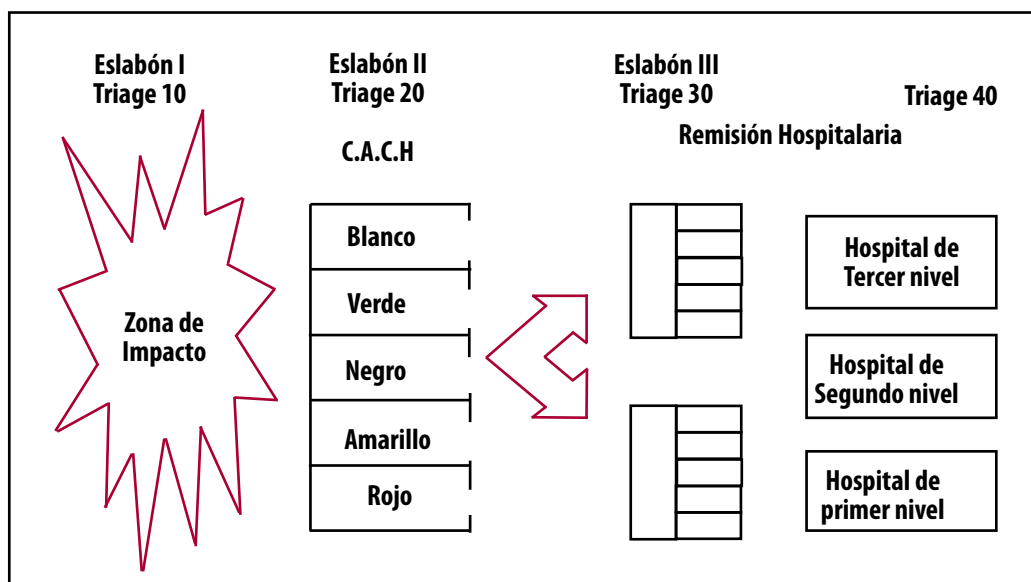 Eslabón I
Triage 10
Eslabón II
Triage 20
Eslabón III
Triage 30
Triage 40
C.A.C.H
Remisión Hospitalaria
Zona de
Impacto
Blanco
Verde
Negro
Amarillo
Rojo
Hospital de
Tercer nivel
Hospital de
Segundo nivel
Hospital de
primer nivel